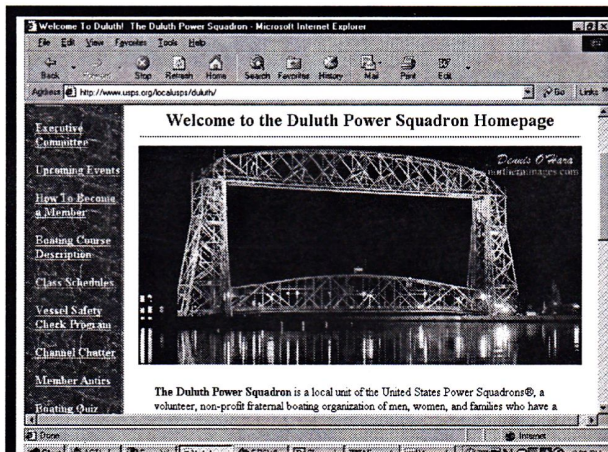 Welcome To Duluth! The Duluth Power Squadron - Microsoft Internet Explorer
File Edit View Favorites Tools Help
Back Forward Stop Refresh Home Search Favorites History Mail Print Edit
Address http://www.usps.org/localusps/duluth/ Go Links »
Welcome to the Duluth Power Squadron Homepage
Dennis O'Hara
northernimages.com
Executive
Committee
Upcoming Events
How To Become
a Member
Boating Course
Description
Class Schedules
Vessel Safety
Check Program
Channel Chatter
Member Antics
Boating Quiz
The Duluth Power Squadron is a local unit of the United States Power Squadrons®, a
volunteer, non-profit fraternal boating organization of men, women, and families who have a
Done Internet